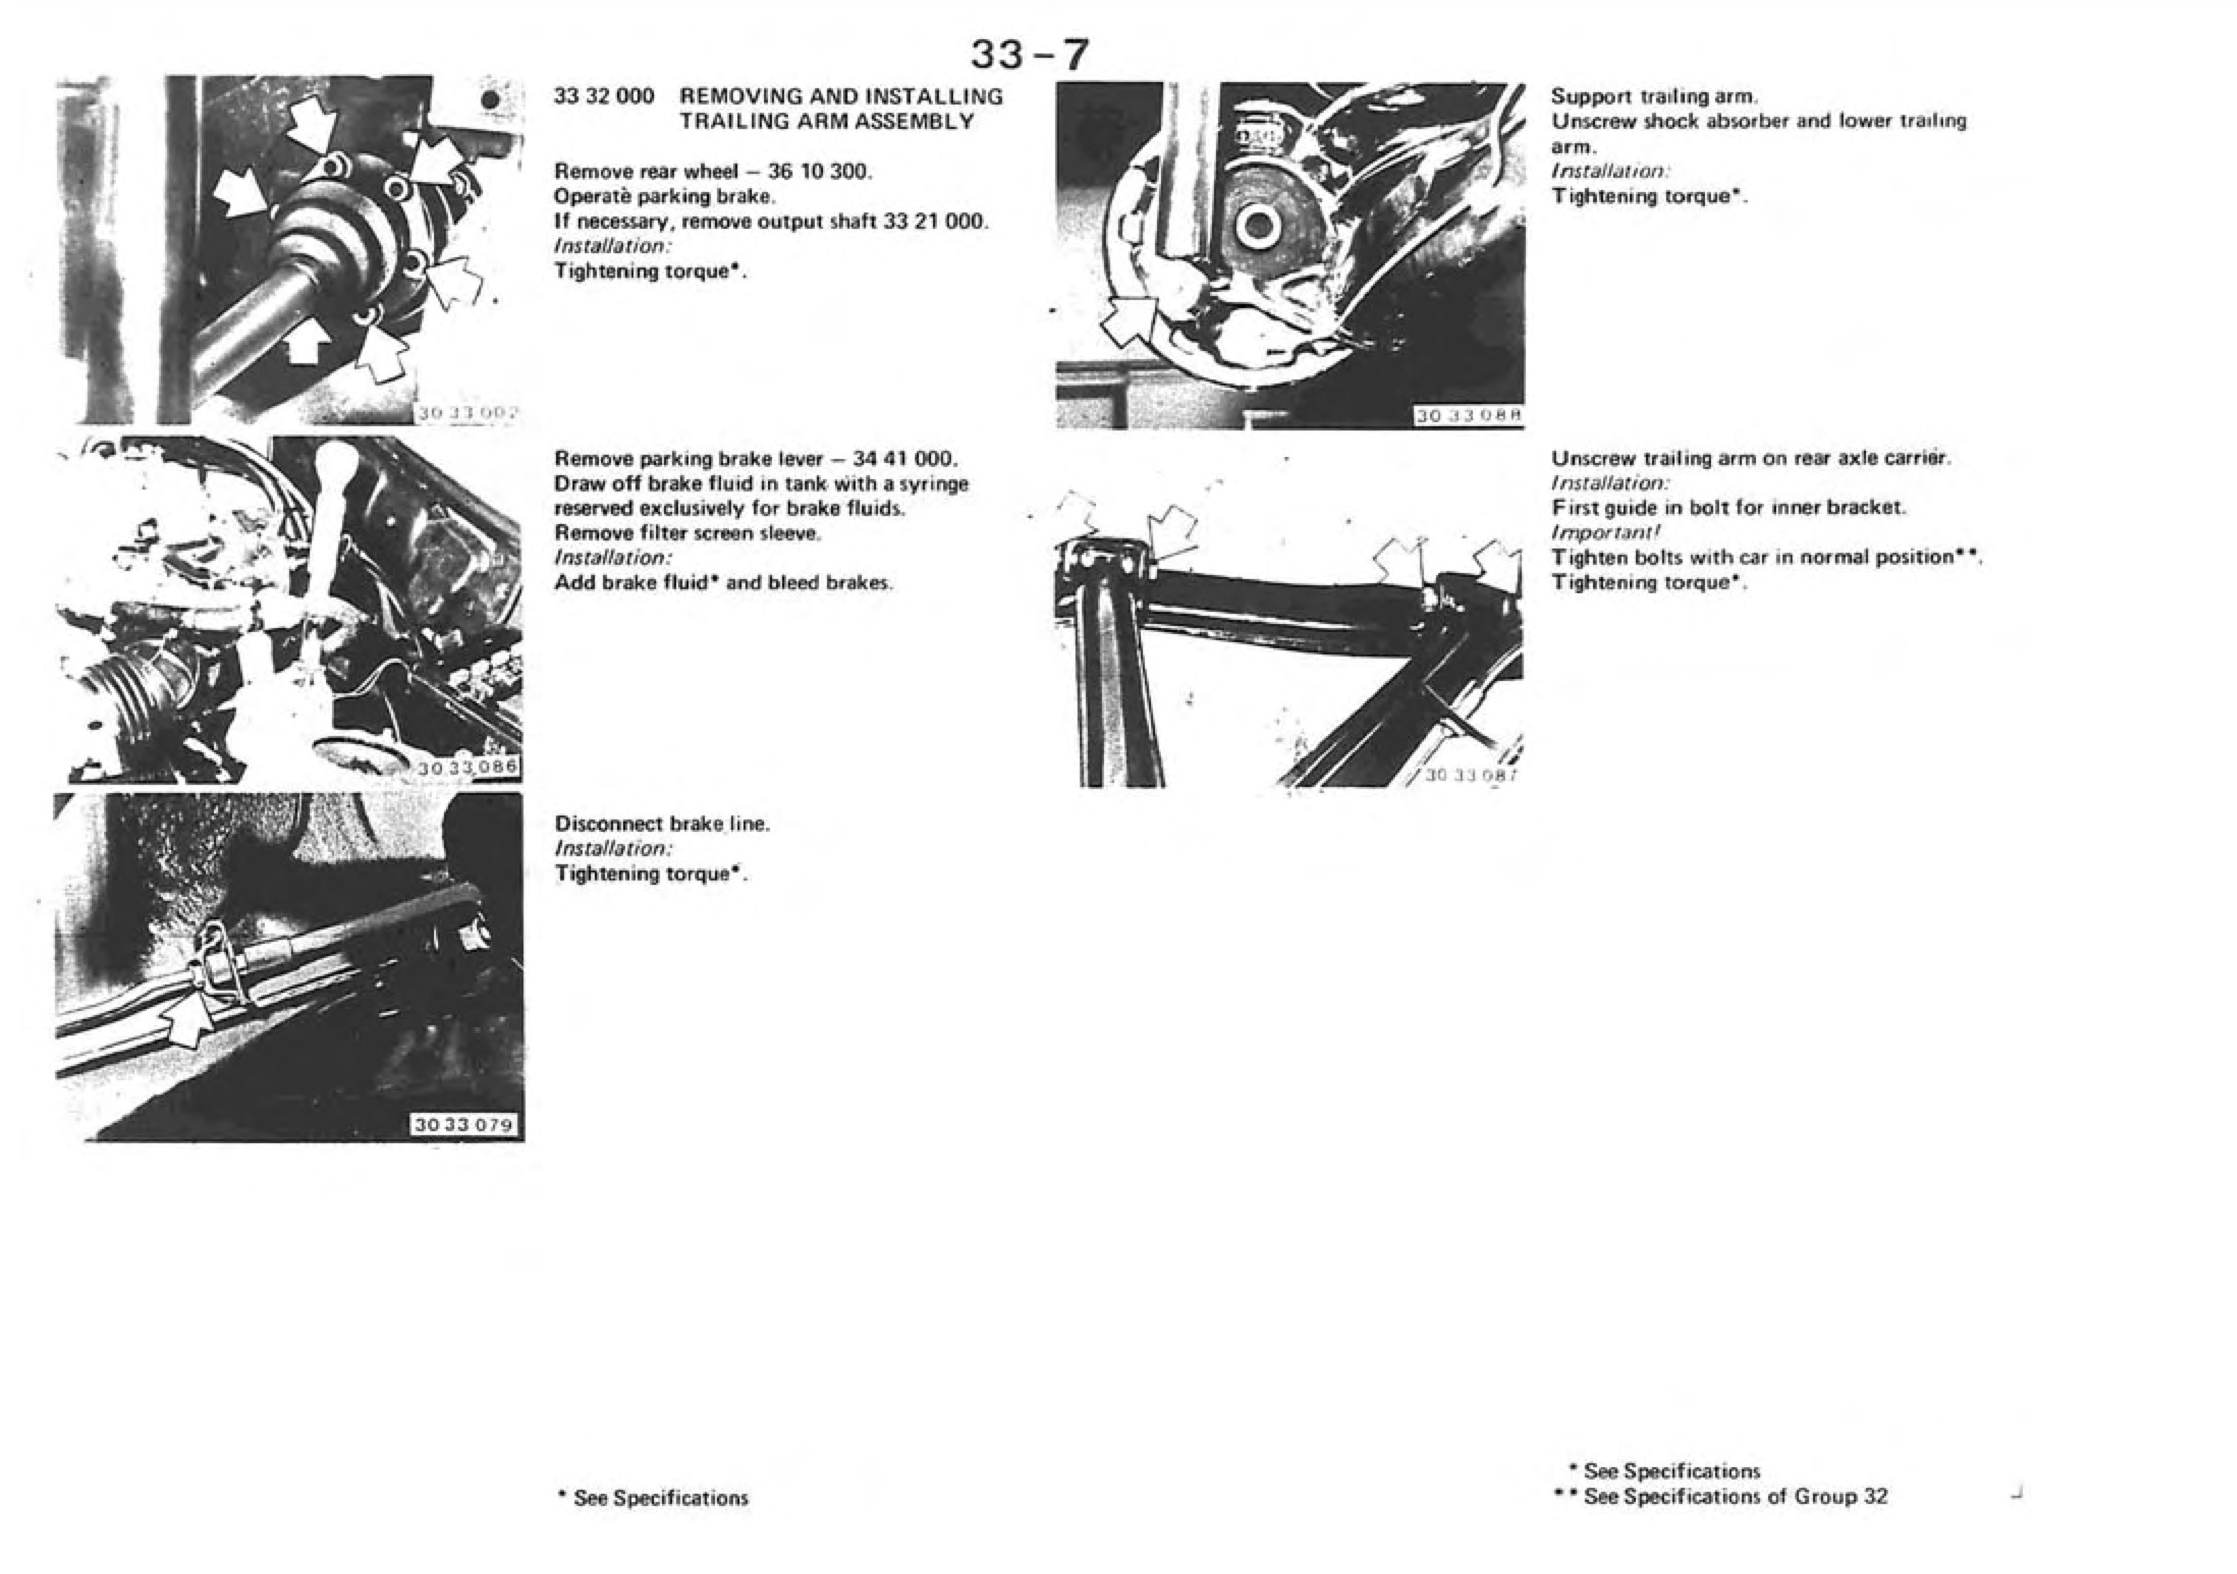 33-7
33 32 000 REMOVING AND INSTALLING
TRAILING ARM ASSEMBLY
Remove rear wheel – 36 10 300.
Operatè parking brake.
If necessary, remove output shaft 33 21 000.
Installation:
Tightening torque*.
30 33 002
Remove parking brake lever – 34 41 000.
Draw off brake fluid in tank with a syringe
reserved exclusively for brake fluids.
Remove filter screen sleeve.
Installation:
Add brake fluid* and bleed brakes.
30 33 086
Disconnect brake line.
Installation:
Tightening torque*.
30 33 079
* See Specifications
Support trailing arm.
Unscrew shock absorber and lower trailing
arm.
Installation:
Tightening torque*.
30 33 088
Unscrew trailing arm on rear axle carrier.
Installation:
First guide in bolt for inner bracket.
Important!
Tighten bolts with car in normal position**.
Tightening torque*.
30 33 087
* See Specifications
** See Specifications of Group 32